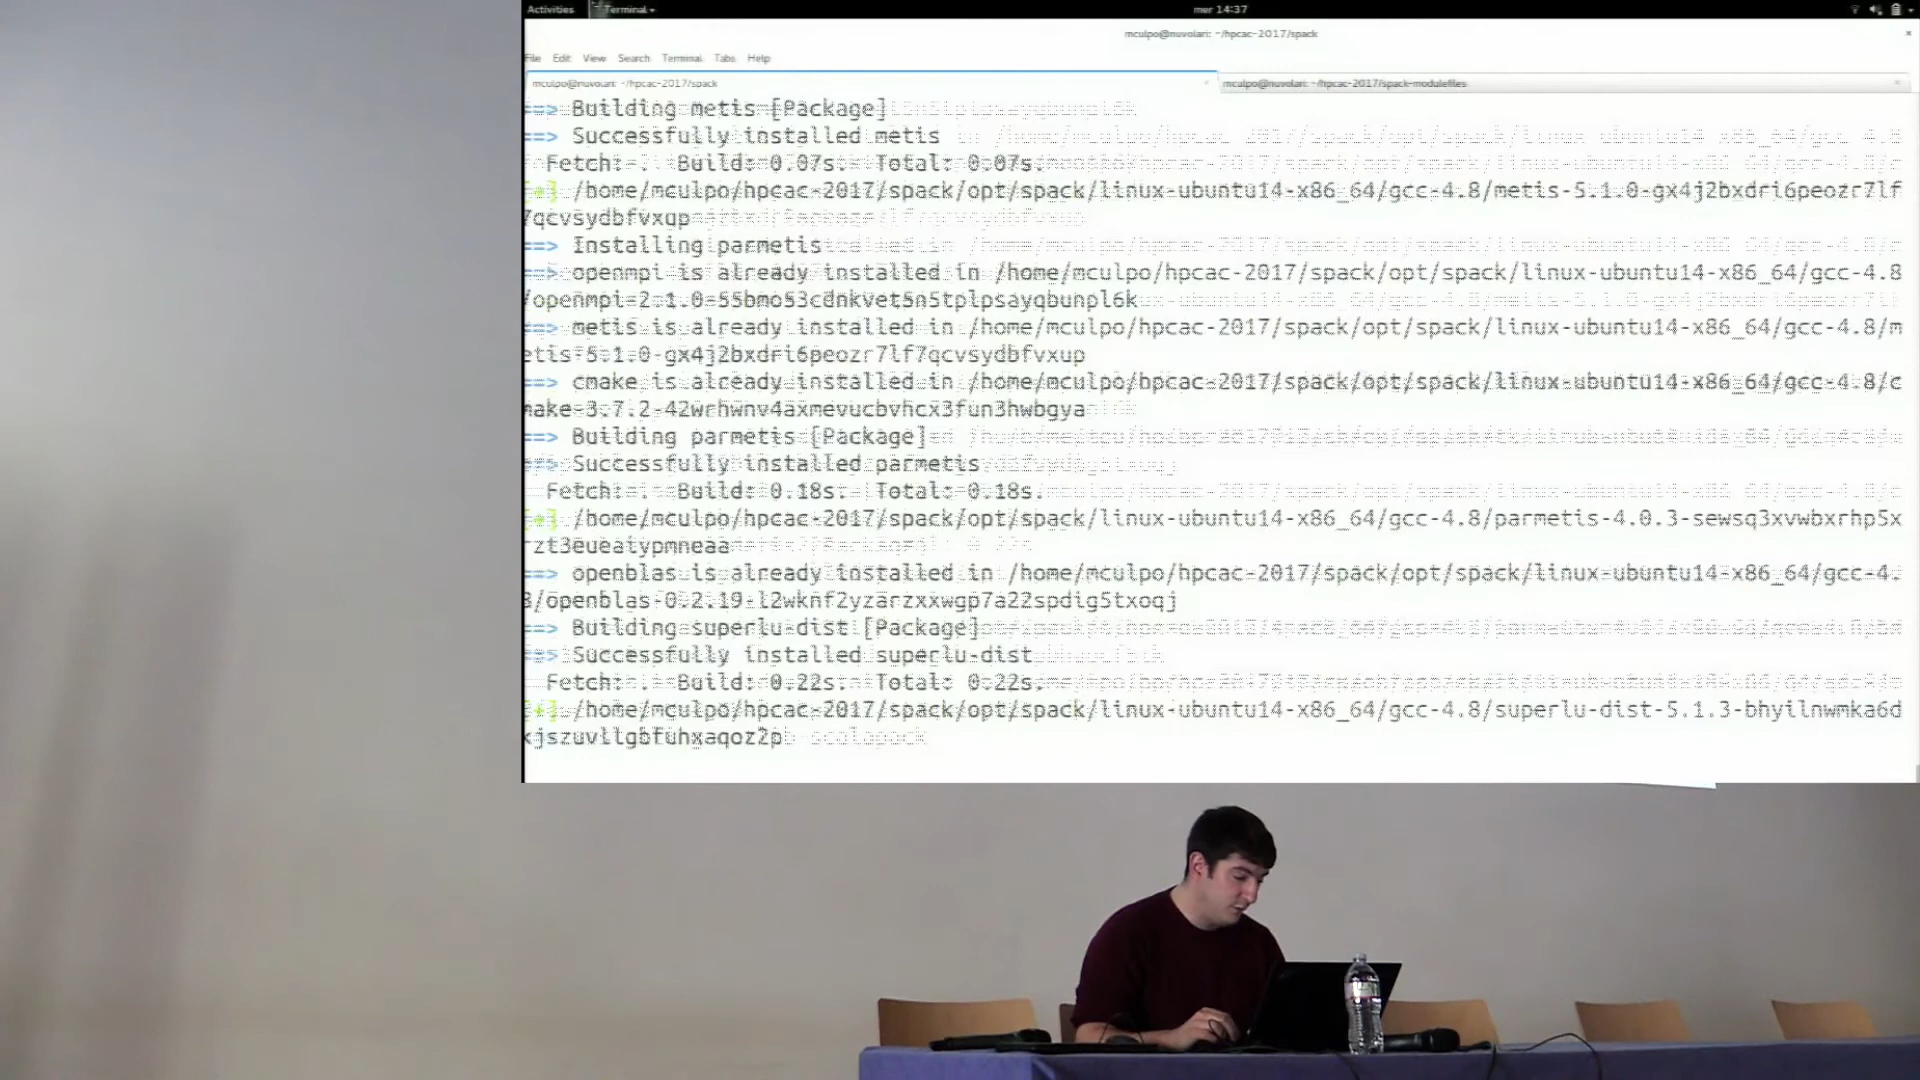 Activities Terminal mer 14:37
mculpo@nuvolari: ~/hpcac-2017/spack
File Edit View Search Terminal Tabs Help
mculpo@nuvolari: ~/hpcac-2017/spack mculpo@nuvolari: ~/hpcac-2017/spack-modulefiles
==> Building metis [Package]
==> Successfully installed metis
Fetch: . Build: 0.07s. Total: 0.07s.
[+] /home/mculpo/hpcac-2017/spack/opt/spack/linux-ubuntu14-x86_64/gcc-4.8/metis-5.1.0-gx4j2bxdri6peozr7lf
7qcvsydbfvxup
==> Installing parmetis
==> openmpi is already installed in /home/mculpo/hpcac-2017/spack/opt/spack/linux-ubuntu14-x86_64/gcc-4.8
/openmpi-2.1.0-55bmo53cdnkvet5n5tplpsayqbunpl6k
==> metis is already installed in /home/mculpo/hpcac-2017/spack/opt/spack/linux-ubuntu14-x86_64/gcc-4.8/m
etis-5.1.0-gx4j2bxdri6peozr7lf7qcvsydbfvxup
==> cmake is already installed in /home/mculpo/hpcac-2017/spack/opt/spack/linux-ubuntu14-x86_64/gcc-4.8/c
make-3.7.2-42wrhwnv4axmevucbvhcx3fun3hwbgya
==> Building parmetis [Package]
==> Successfully installed parmetis
Fetch: . Build: 0.18s. Total: 0.18s.
[+] /home/mculpo/hpcac-2017/spack/opt/spack/linux-ubuntu14-x86_64/gcc-4.8/parmetis-4.0.3-sewsq3xvwbxrhp5x
rzt3eueaiypmneaa
==> openblas is already installed in /home/mculpo/hpcac-2017/spack/opt/spack/linux-ubuntu14-x86_64/gcc-4.
8/openblas-0.2.19-l2wknf2yzarzxxwgp7a22spdig5txoqj
==> Building superlu-dist [Package]
==> Successfully installed superlu-dist
Fetch: . Build: 0.22s. Total: 0.22s.
[+] /home/mculpo/hpcac-2017/spack/opt/spack/linux-ubuntu14-x86_64/gcc-4.8/superlu-dist-5.1.3-bhyilnwmka6d
kjszuvllgbfuhxaqoz2p